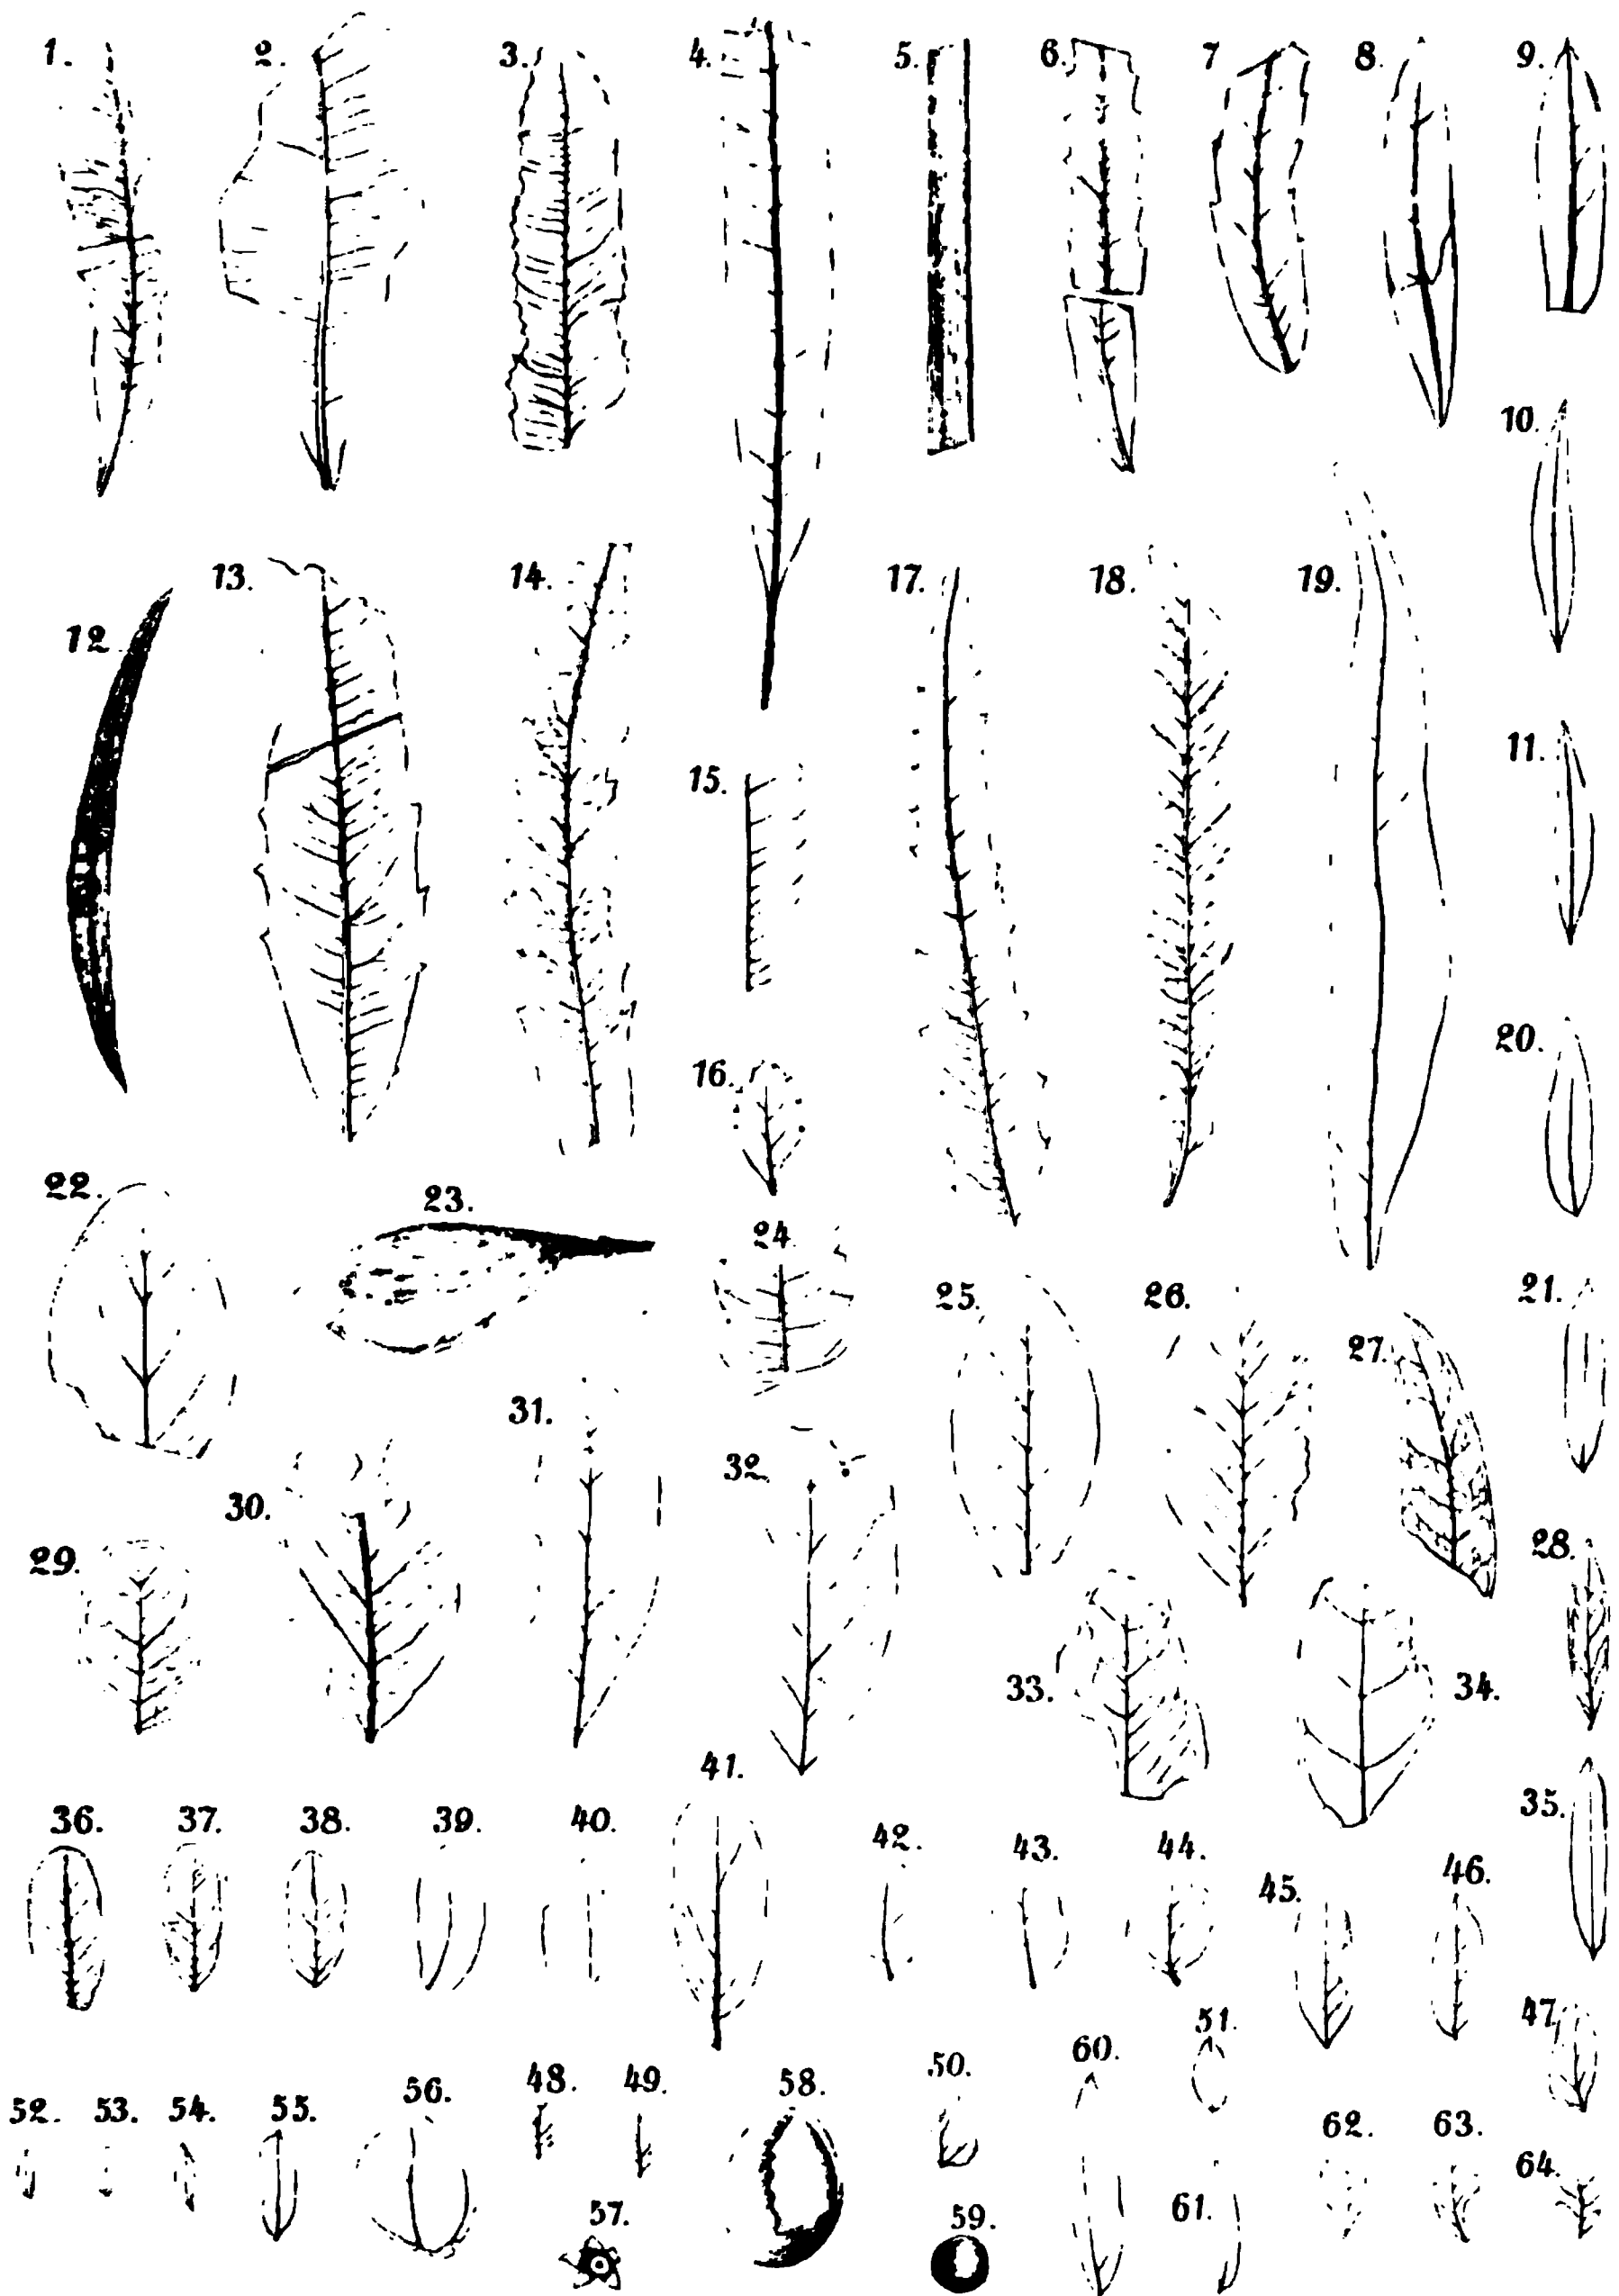 1. 2. 3. 4. 5. 6. 7 8. 9.
10.
12 13. 14. 17. 18. 19.
11.
15.
16. 20.
22. 23. 24 25. 26. 21.
27.
31.
30. 32 28.
29.
33. 34.
41.
36. 37. 38. 39. 40. 42. 43. 44. 35.
45. 46.
47
51.
52. 53. 54. 55. 56. 48. 49. 58. 50. 60.
62. 63.
57. 59. 61. 64.